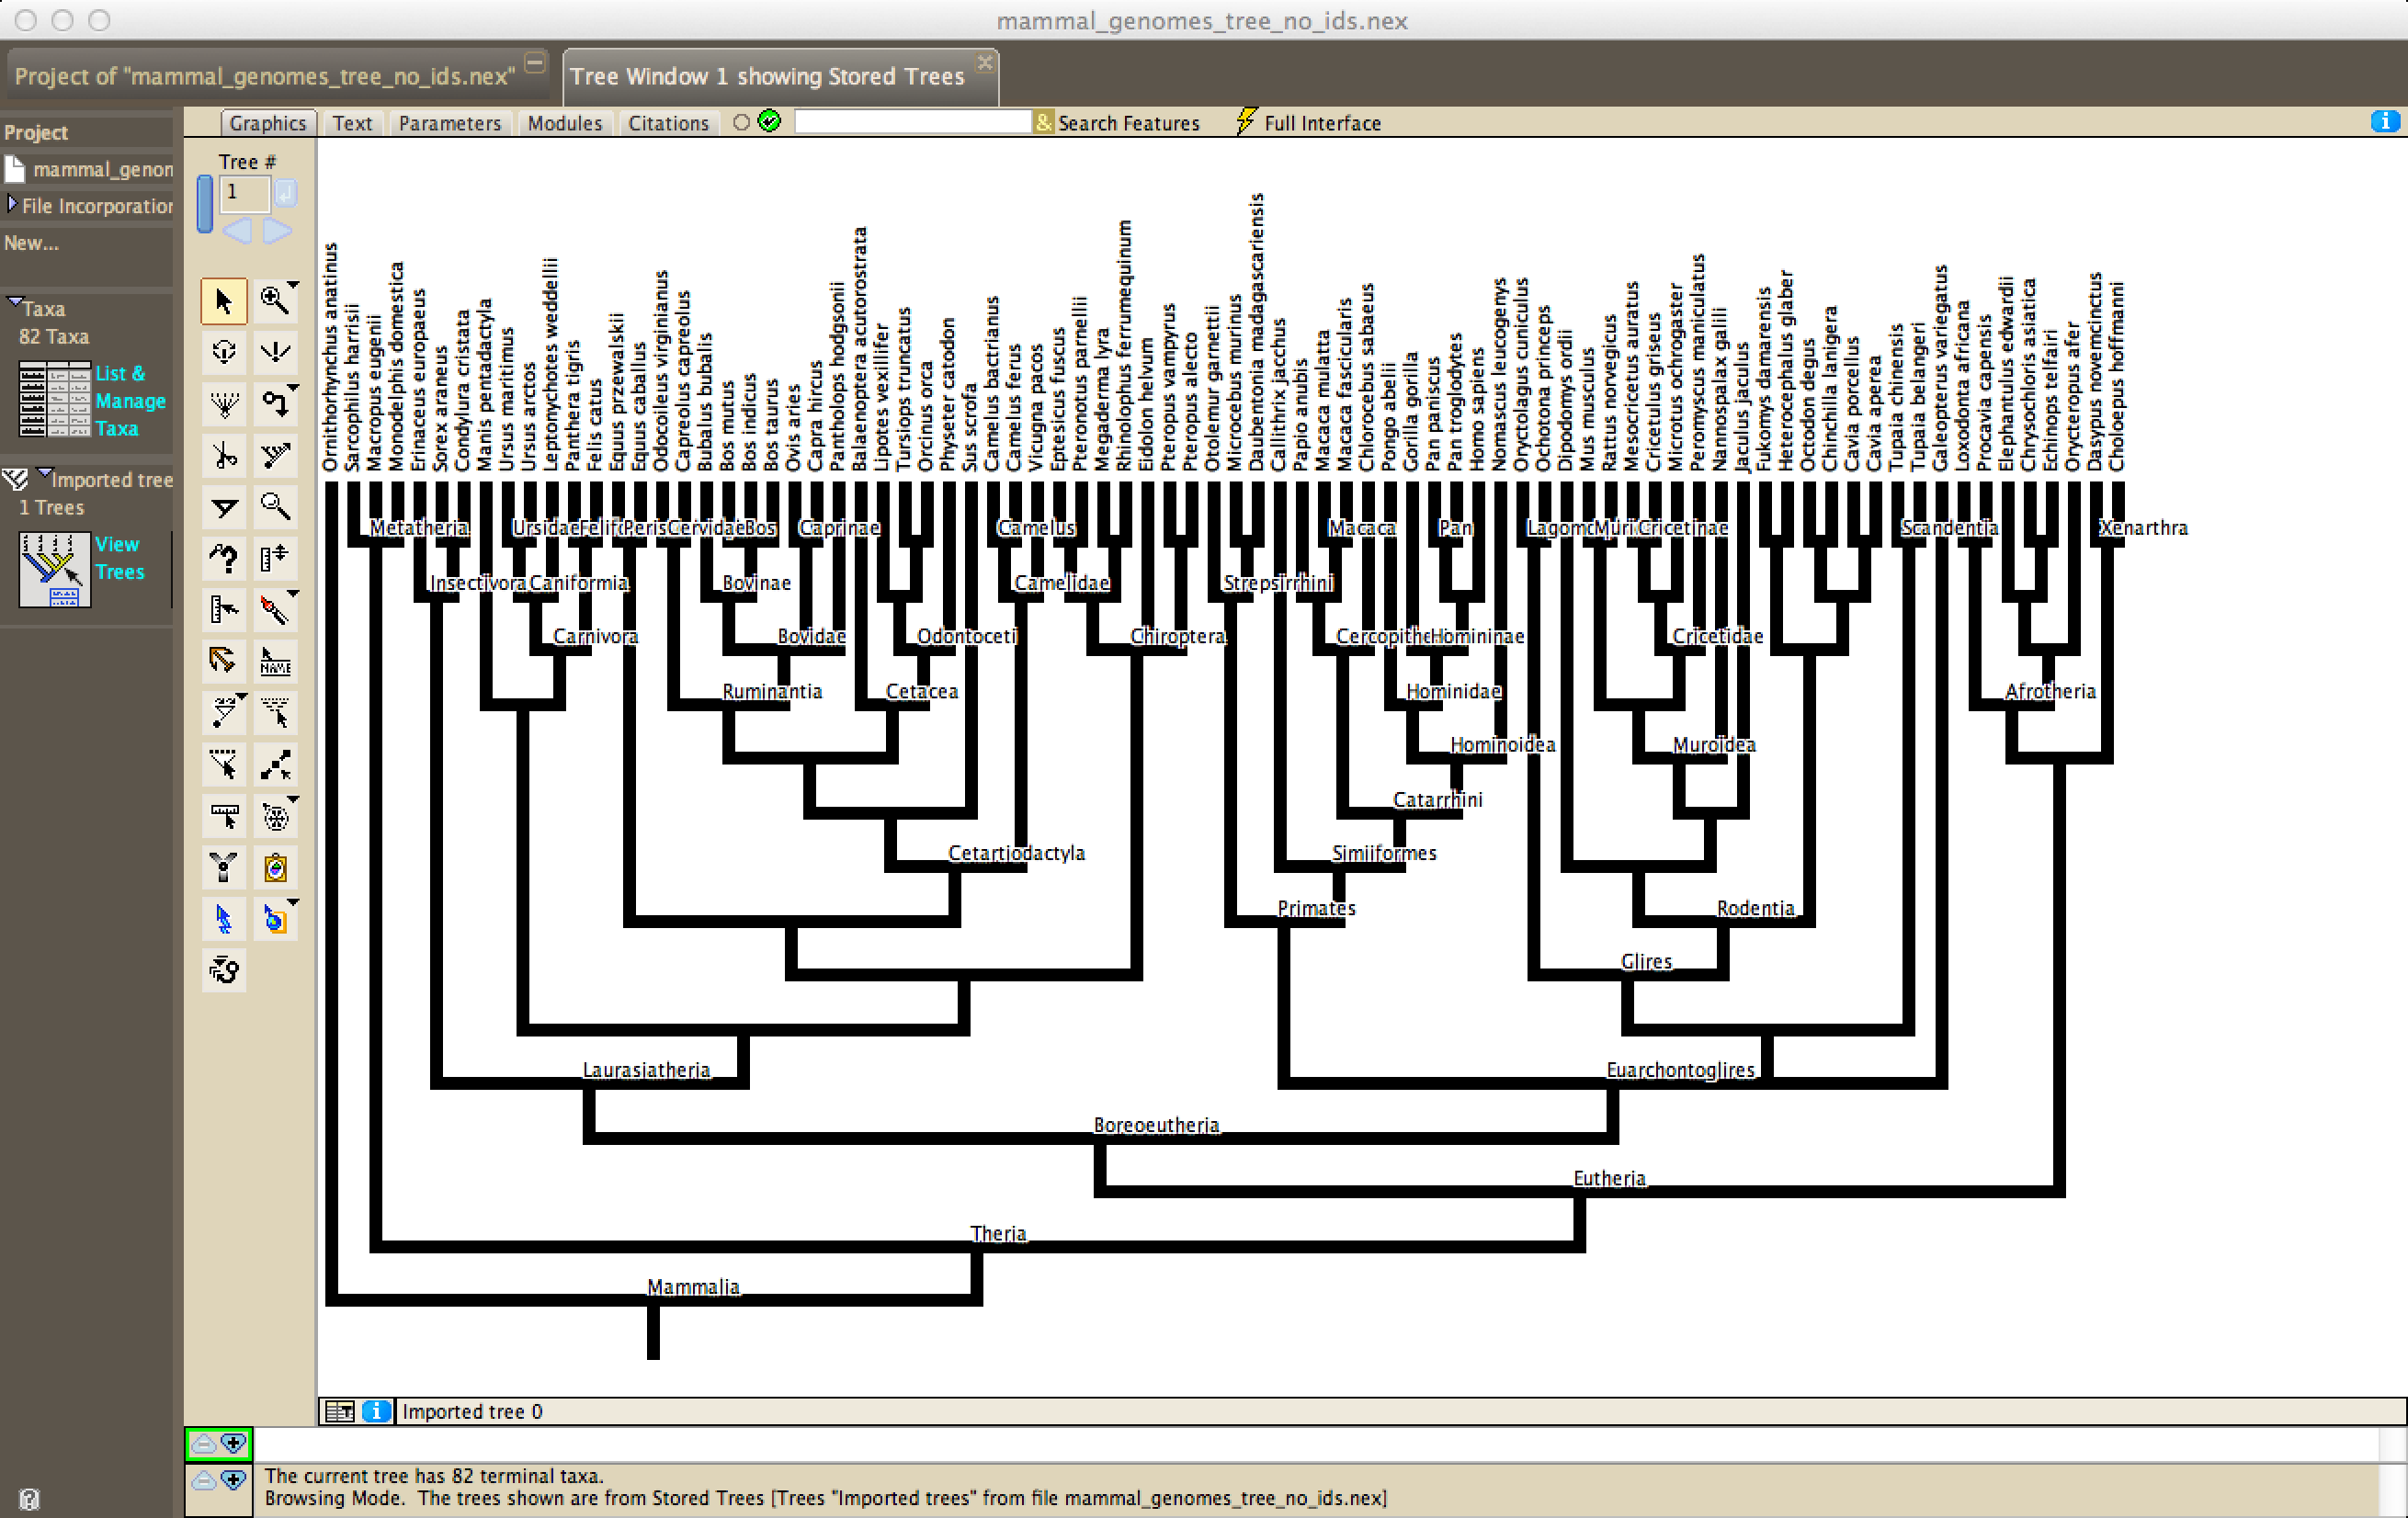 mammal_genomes_tree_no_ids.nex
Project of "mammal_genomes_tree_no_ids.nex"
Tree Window 1 showing Stored Trees
Graphics
Text
Parameters
Modules
Citations
& Search Features
Full Interface
Project
mammal_genom
File Incorporation
New...
Taxa
82 Taxa
List &
Manage
Taxa
Imported tree
1 Trees
View
Trees
Tree #
1
NAME
Ornithorhynchus anatinus
Sarcophilus harrisii
Macropus eugenii
Monodelphis domestica
Erinaceus europaeus
Sorex araneus
Condylura cristata
Manis pentadactyla
Ursus maritimus
Ursus arctos
Leptonychotes weddellii
Panthera tigris
Felis catus
Equus przewalskii
Equus caballus
Odocoileus virginianus
Capreolus capreolus
Bubalus bubalis
Bos mutus
Bos indicus
Bos taurus
Ovis aries
Capra hircus
Pantholops hodgsonii
Balaenoptera acutorostrata
Lipotes vexillifer
Tursiops truncatus
Orcinus orca
Physeter catodon
Sus scrofa
Camelus bactrianus
Camelus ferus
Vicugna pacos
Eptesicus fuscus
Pteronotus parnellii
Megaderma lyra
Rhinolophus ferrumequinum
Eidolon helvum
Pteropus vampyrus
Pteropus alecto
Otolemur garnettii
Microcebus murinus
Daubentonia madagascariensis
Callithrix jacchus
Papio anubis
Macaca mulatta
Macaca fascicularis
Chlorocebus sabaeus
Pongo abelii
Gorilla gorilla
Pan paniscus
Pan troglodytes
Homo sapiens
Nomascus leucogenys
Oryctolagus cuniculus
Ochotona princeps
Dipodomys ordii
Mus musculus
Rattus norvegicus
Mesocricetus auratus
Cricetulus griseus
Microtus ochrogaster
Peromyscus maniculatus
Nannospalax galili
Jaculus jaculus
Fukomys damarensis
Heterocephalus glaber
Octodon degus
Chinchilla lanigera
Cavia porcellus
Cavia aperea
Tupaia chinensis
Tupaia belangeri
Galeopterus variegatus
Loxodonta africana
Procavia capensis
Elephantulus edwardii
Chrysochloris asiatica
Echinops telfairi
Orycteropus afer
Dasypus novemcinctus
Choloepus hoffmanni
Metatheria
Ursidae
Felifo
Peris
Cervidae
Bos
Caprinae
Camelus
Macaca
Pan
Lagomo
Muri
Cricetinae
Scandentia
Xenarthra
Insectivora
Caniformia
Bovinae
Camelidae
Strepsirrhini
Carnivora
Bovidae
Odontoceti
Chiroptera
Cercopithe
Homininae
Cricetidae
Ruminantia
Cetacea
Hominidae
Afrotheria
Hominoidea
Muroidea
Catarrhini
Cetartiodactyla
Simiiformes
Primates
Rodentia
Glires
Laurasiatheria
Euarchontoglires
Boreoeutheria
Eutheria
Theria
Mammalia
Imported tree 0
The current tree has 82 terminal taxa.
Browsing Mode.  The trees shown are from Stored Trees [Trees "Imported trees" from file mammal_genomes_tree_no_ids.nex]